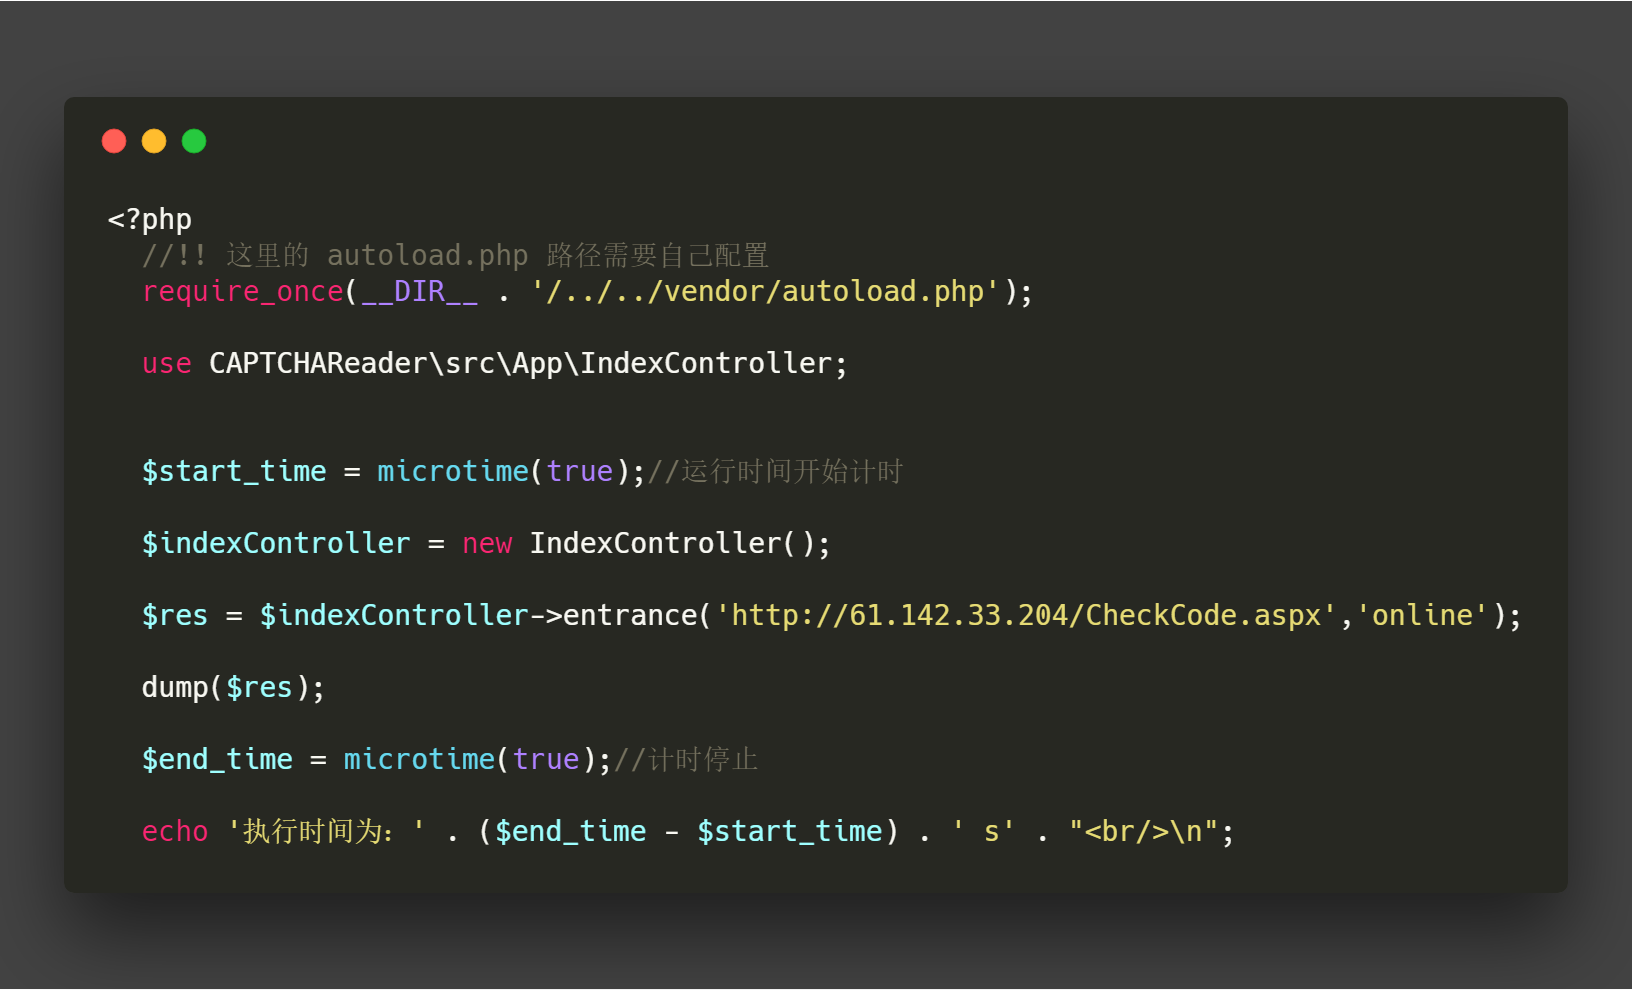 <?php
//!! 这里的 autoload.php 路径需要自己配置
require_once(__DIR__ . '/../../vendor/autoload.php');
use CAPTCHAReader\src\App\IndexController;
$start_time = microtime(true);//运行时间开始计时
$indexController = new IndexController();
$res = $indexController->entrance('http://61.142.33.204/CheckCode.aspx','online');
dump($res);
$end_time = microtime(true);//计时停止
echo '执行时间为：' . ($end_time - $start_time) . ' s' . "<br/>\n";